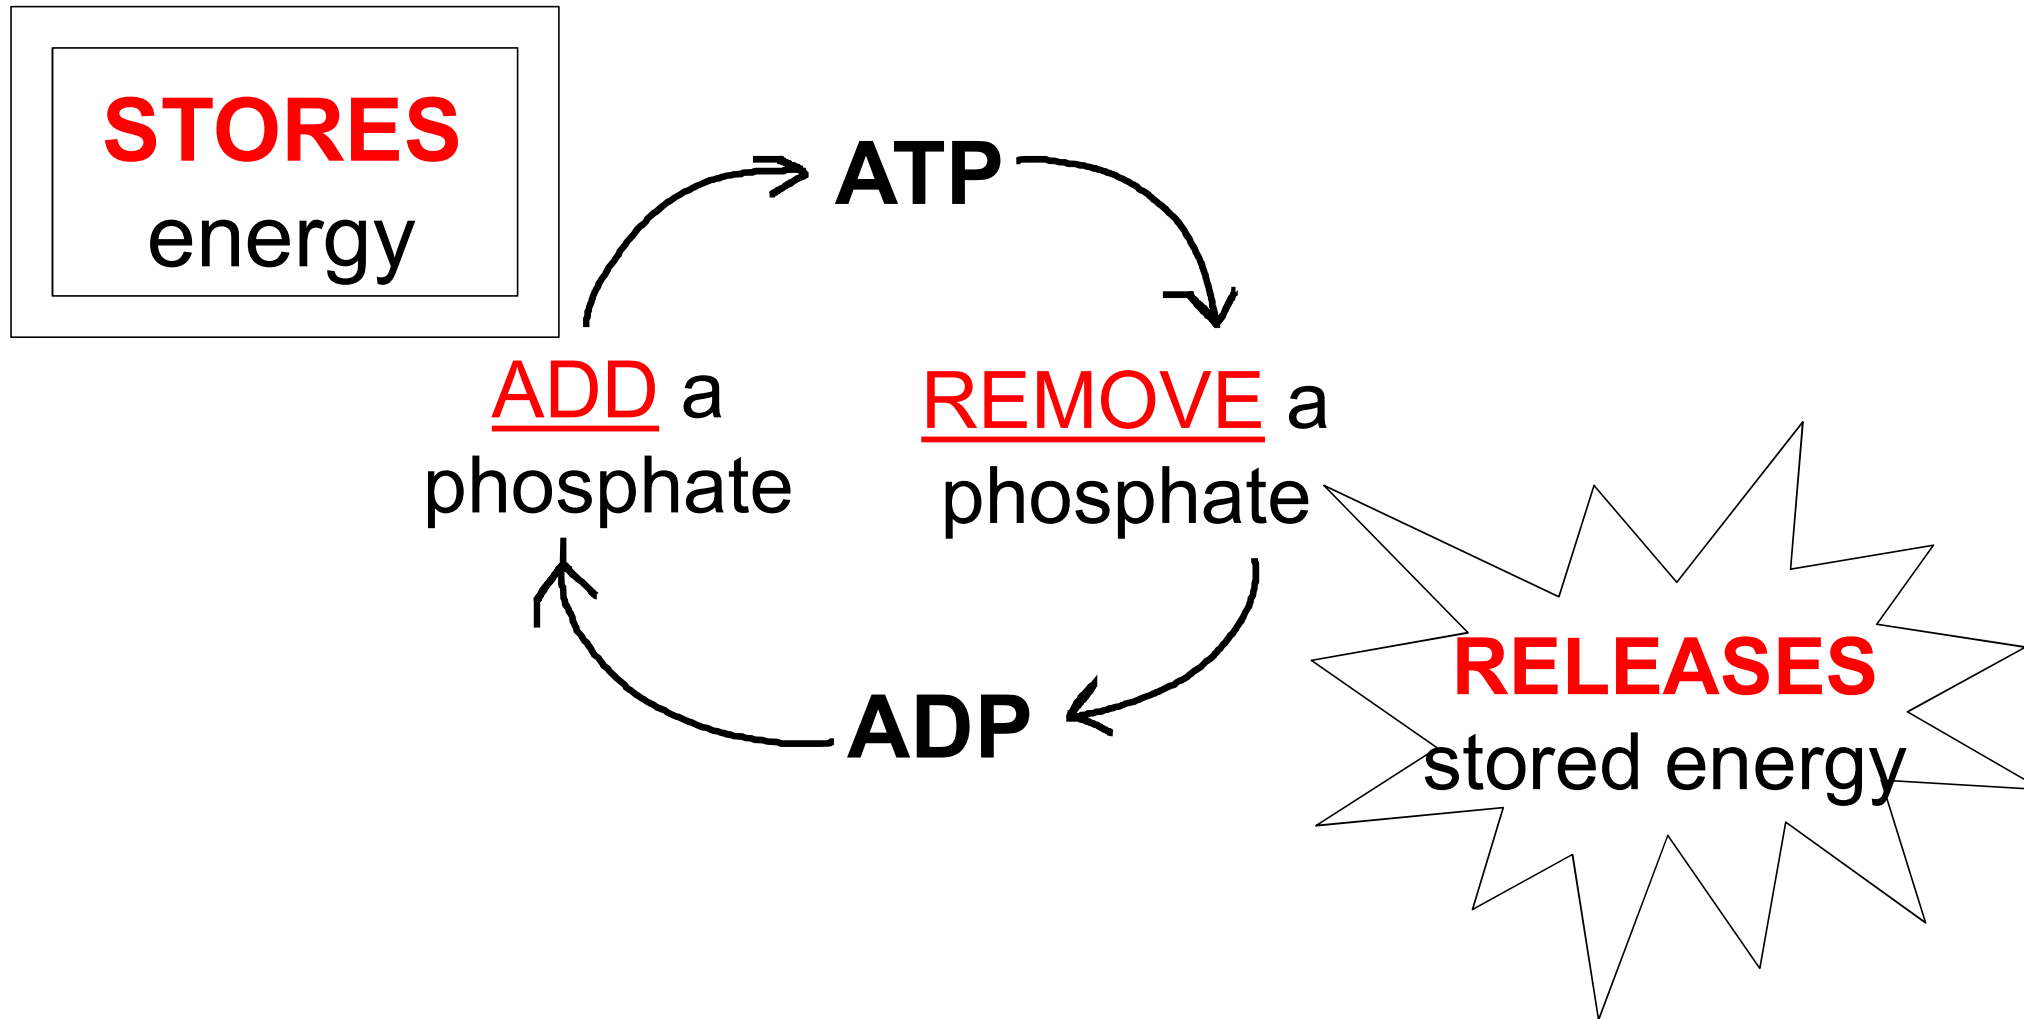 STORES
energy
ATP
ADD a
phosphate
REMOVE a
phosphate
ADP
RELEASES
stored energy